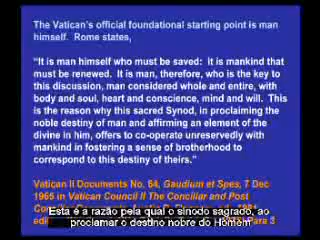 The Vatican's official foundational starting point is man
himself. Rome states,
"It is man himself who must be saved: it is mankind that
must be renewed. It is man, therefore, who is the key to
this discussion, man considered whole and entire, with
body and soul, heart and conscience, mind and will. This
is the reason why this sacred Synod, in proclaiming the
noble destiny of man and affirming an element of the
divine in him, offers to co-operate unreservedly with
mankind in fostering a sense of brotherhood to
correspond to this destiny of theirs."
Vatican II Documents No. 64, Gaudium et Spes, 7 Dec
1965 in Vatican Council II The Conciliar and Post
Esta é a razão pela qual o sínodo sagrado, ao
proclamar o destino nobre do Homem
Para 3